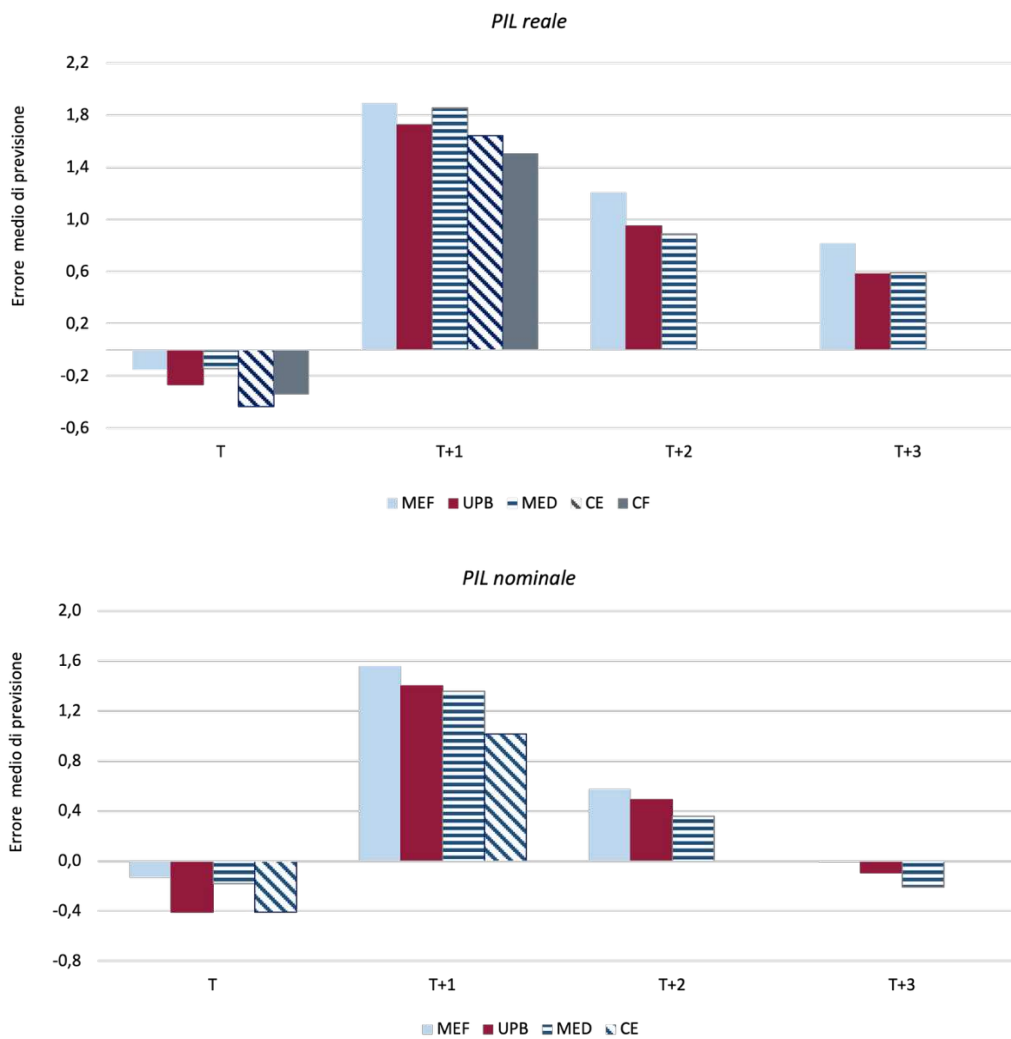 PIL reale
Errore medio di previsione
2,2
1,8
1,4
1,0
0,6
0,2
-0,2
-0,6
T T+1 T+2 T+3
MEF UPB MED CE CF
PIL nominale
Errore medio di previsione
2,0
1,6
1,2
0,8
0,4
0,0
-0,4
-0,8
T T+1 T+2 T+3
MEF UPB MED CE